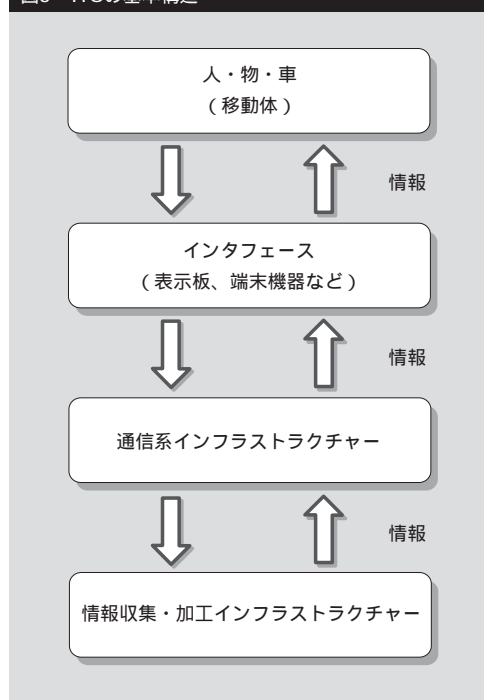 人・物・車
(移動体)
情報
インタフェース
(表示板、端末機器など)
情報
通信系インフラストラクチャー
情報
情報収集・加工インフラストラクチャー